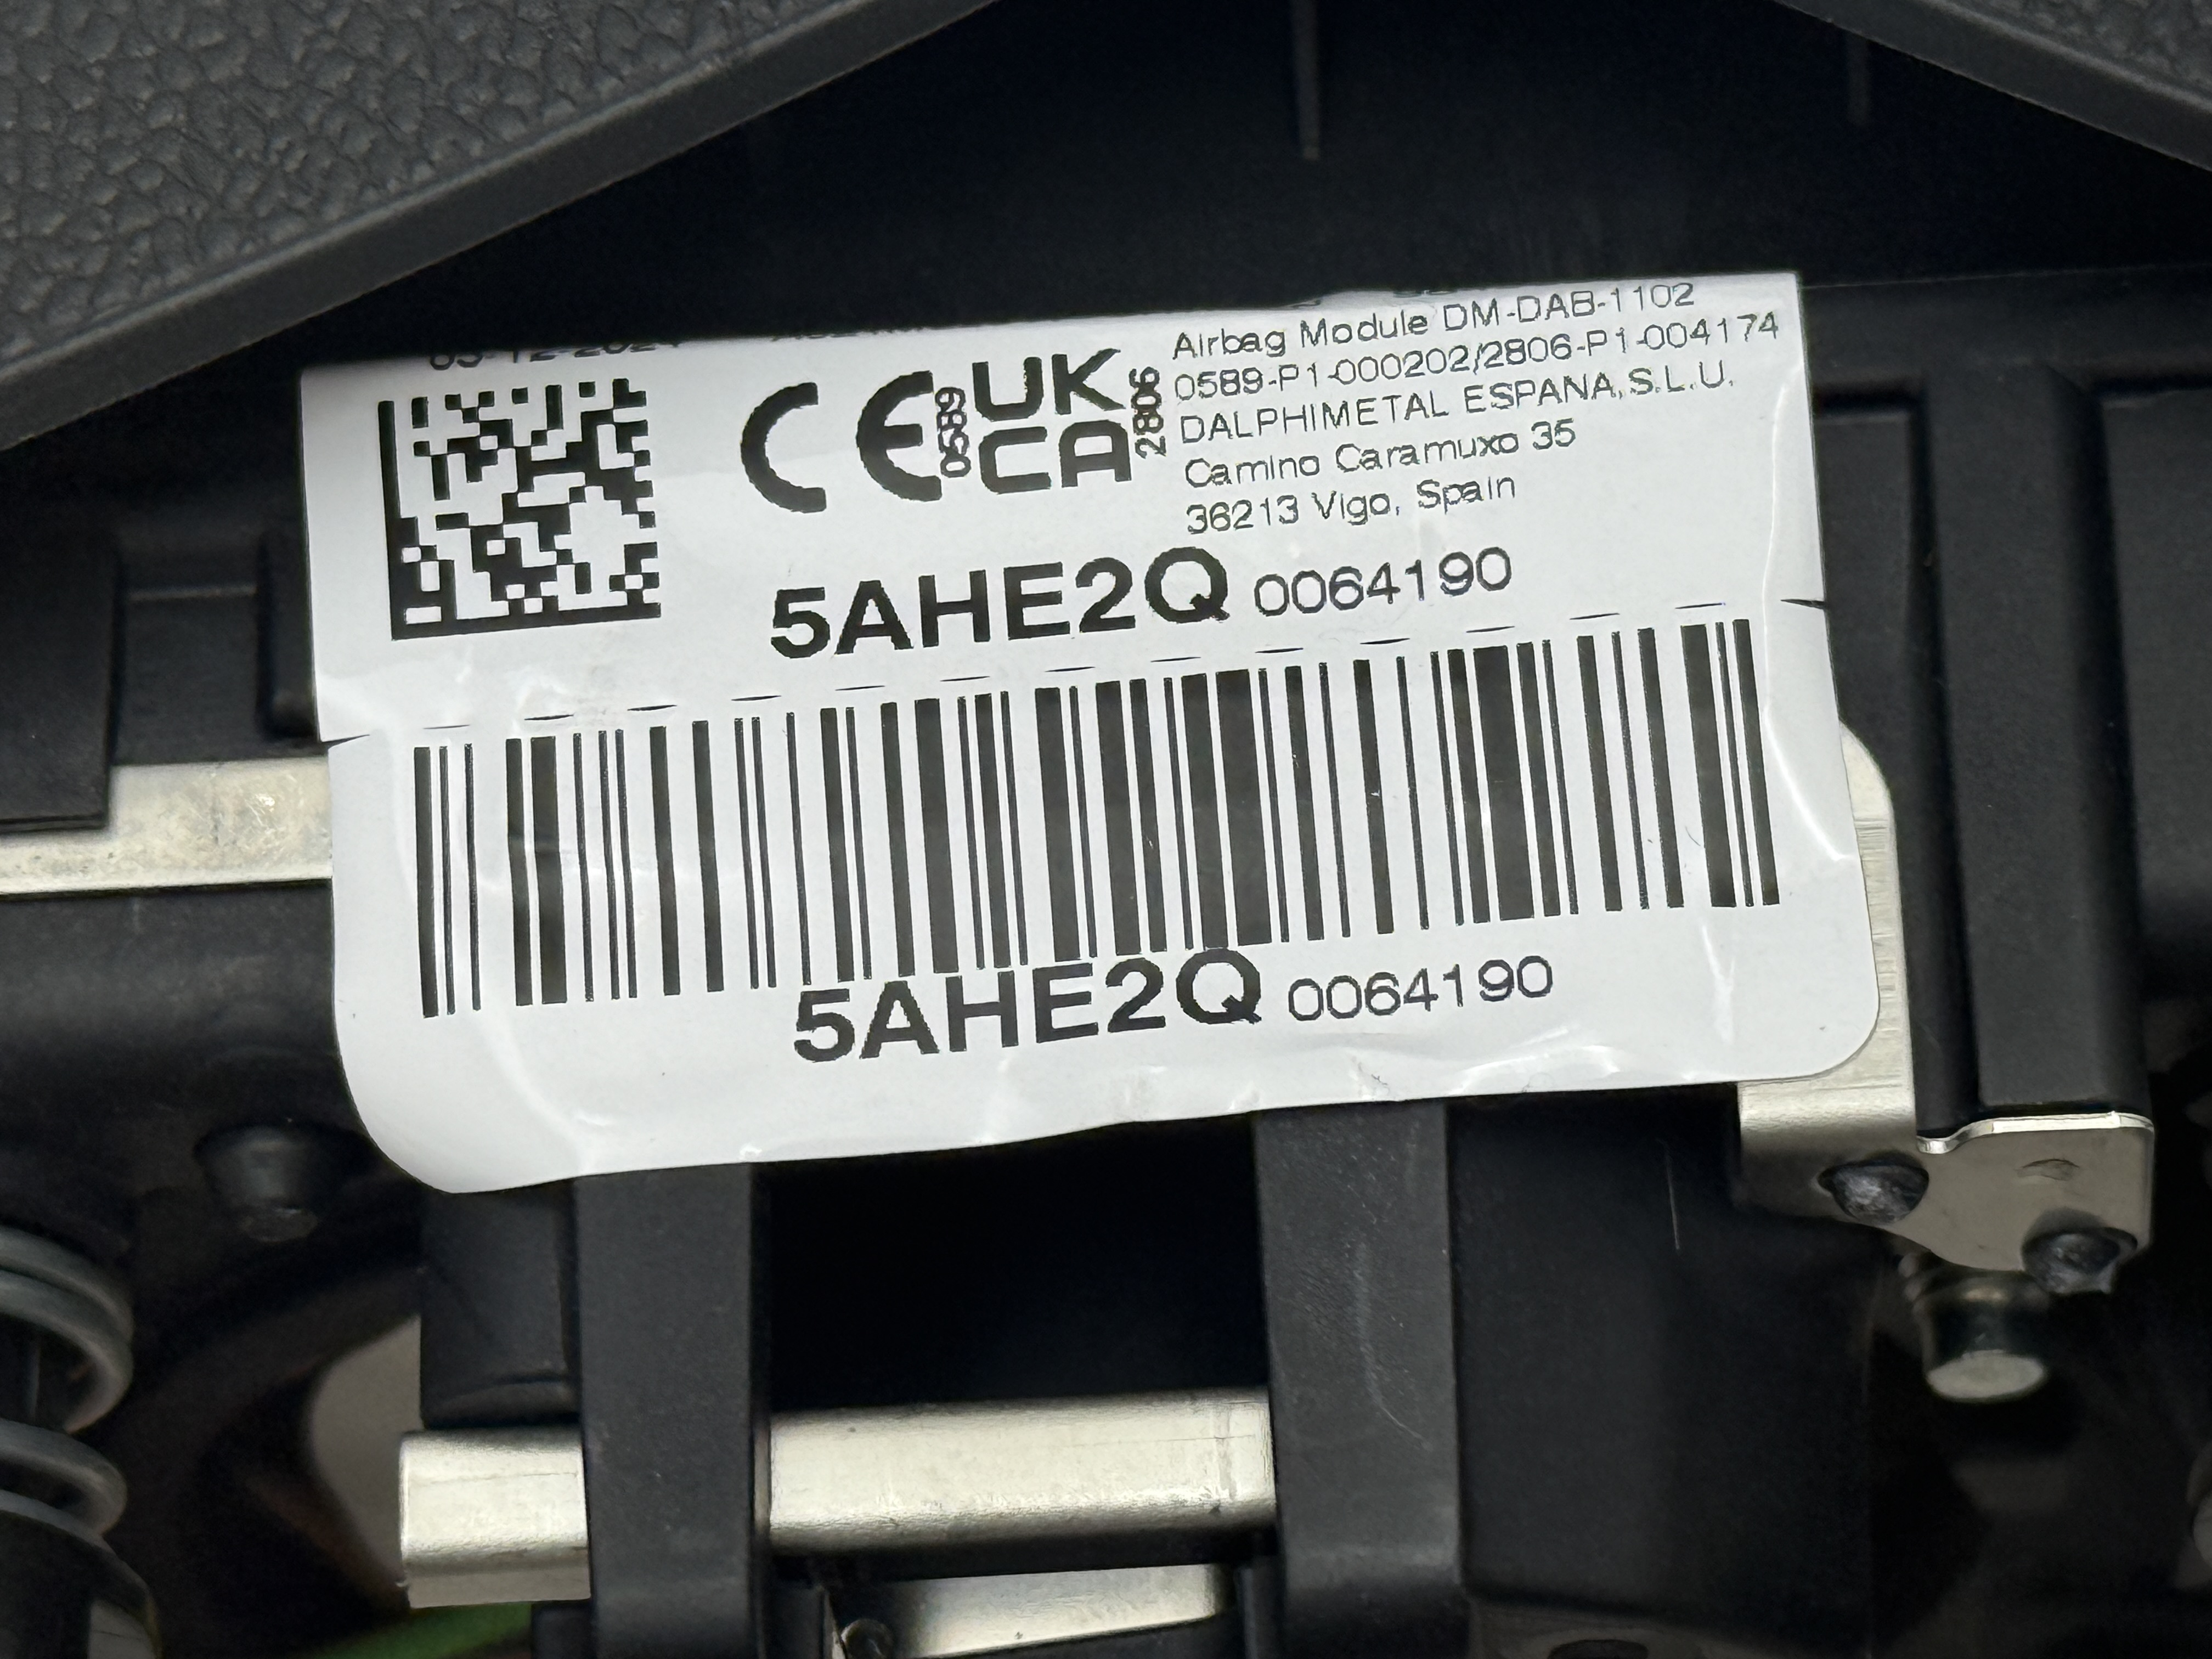 Airbag Module DM-DAB-1102
0589-P1-000202/2806-P1-004174
DALPHIMETAL ESPANA,S.L.U.
Camino Caramuxo 35
36213 Vigo, Spain
CE 0589 UK CA 2806
5AHE2Q 0064190
5AHE2Q 0064190